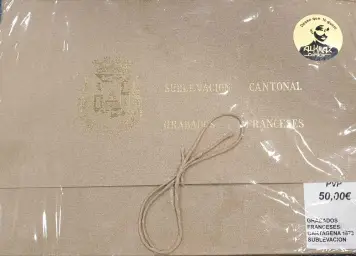 SUBLEVACION CANTONAL
GRABADOS FRANCESES
PVP
50,00€
GRABADOS
FRANCESES
CARTAGENA 1873
SUBLEVACION